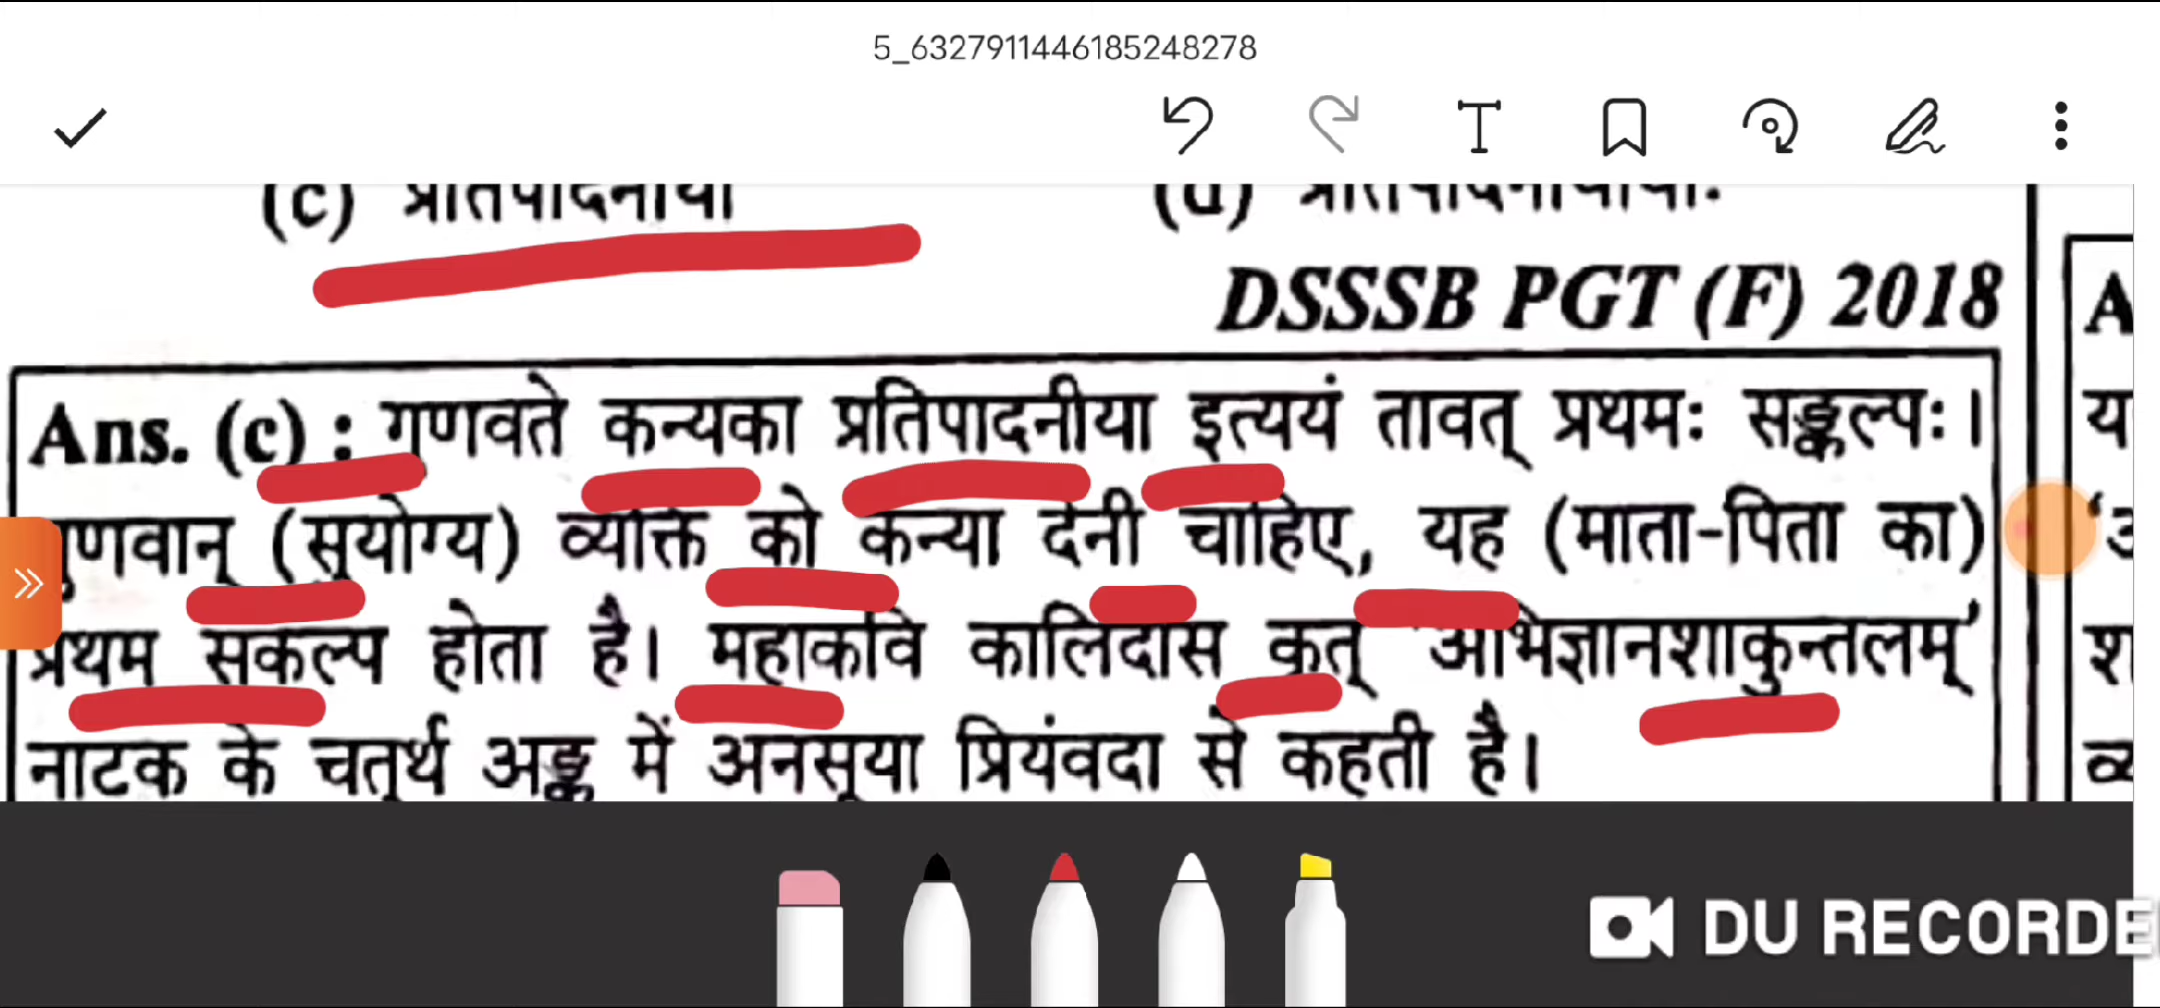 5_6327911446185248278
(c) प्रतिपादनीया
(d)
DSSSB PGT (F) 2018
Ans. (c) : गुणवते कन्यका प्रतिपादनीया इत्ययं तावत् प्रथमः सङ्कल्पः।
गुणवान् (सुयोग्य) व्यक्ति को कन्या देनी चाहिए, यह (माता-पिता का)
प्रथम संकल्प होता है। महाकवि कालिदास कृत् 'अभिज्ञानशाकुन्तलम्'
नाटक के चतुर्थ अङ्क में अनसूया प्रियंवदा से कहती है।
A
य
DU RECORDE